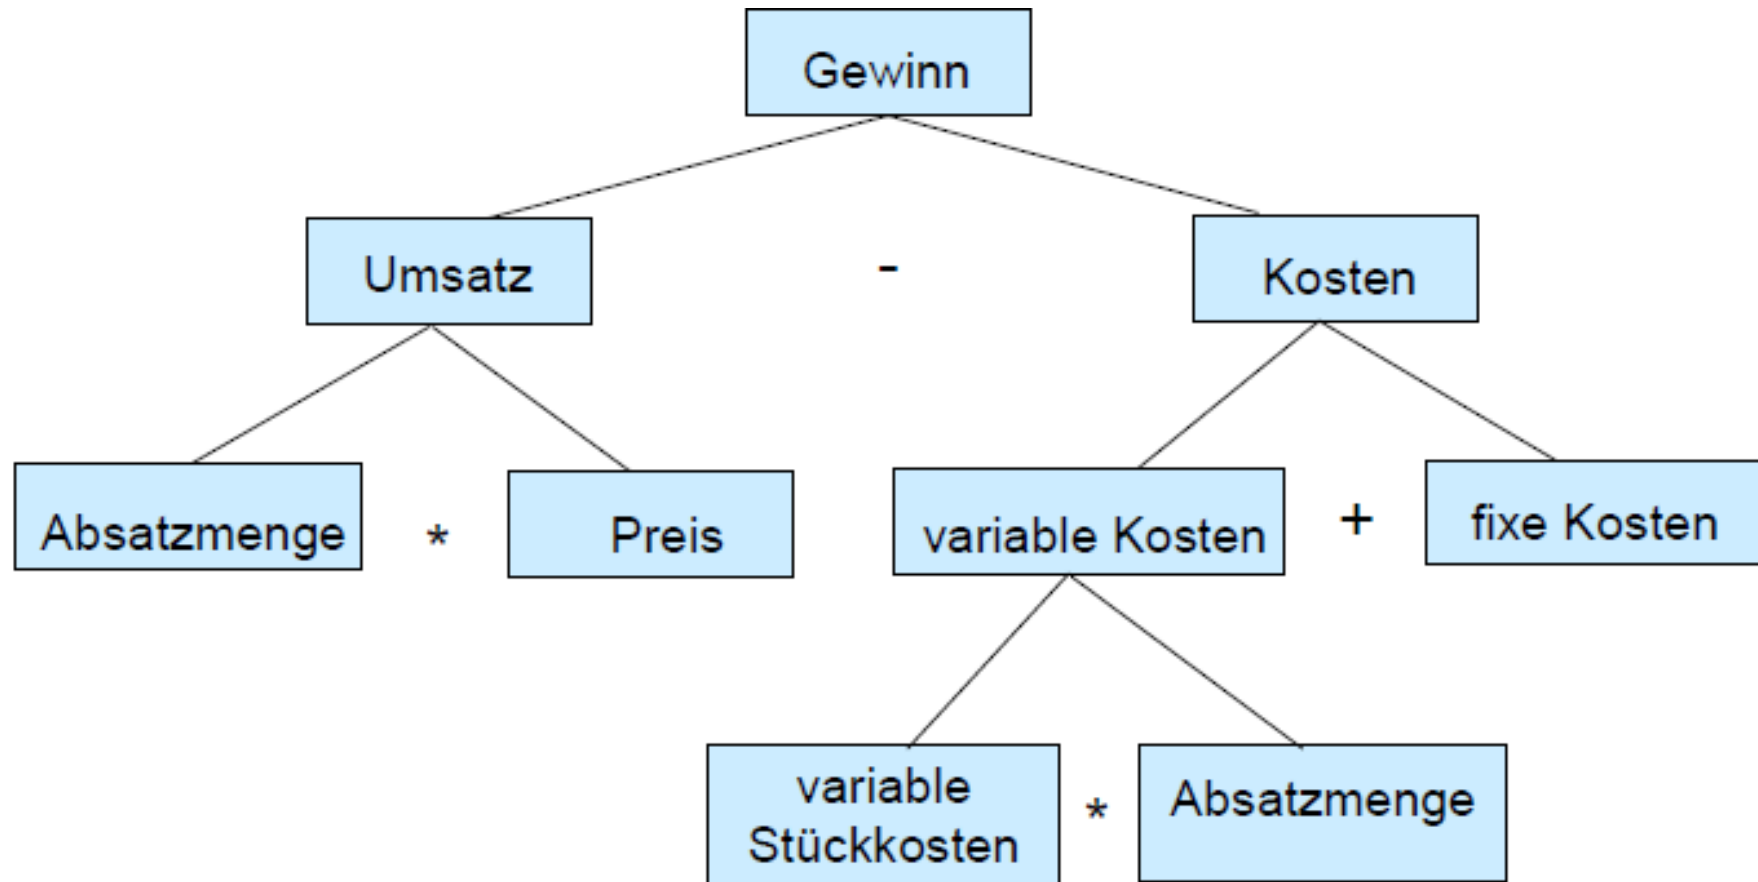 Gewinn
Umsatz
-
Kosten
Absatzmenge
*
Preis
variable Kosten
+
fixe Kosten
variable
Stückkosten
*
Absatzmenge